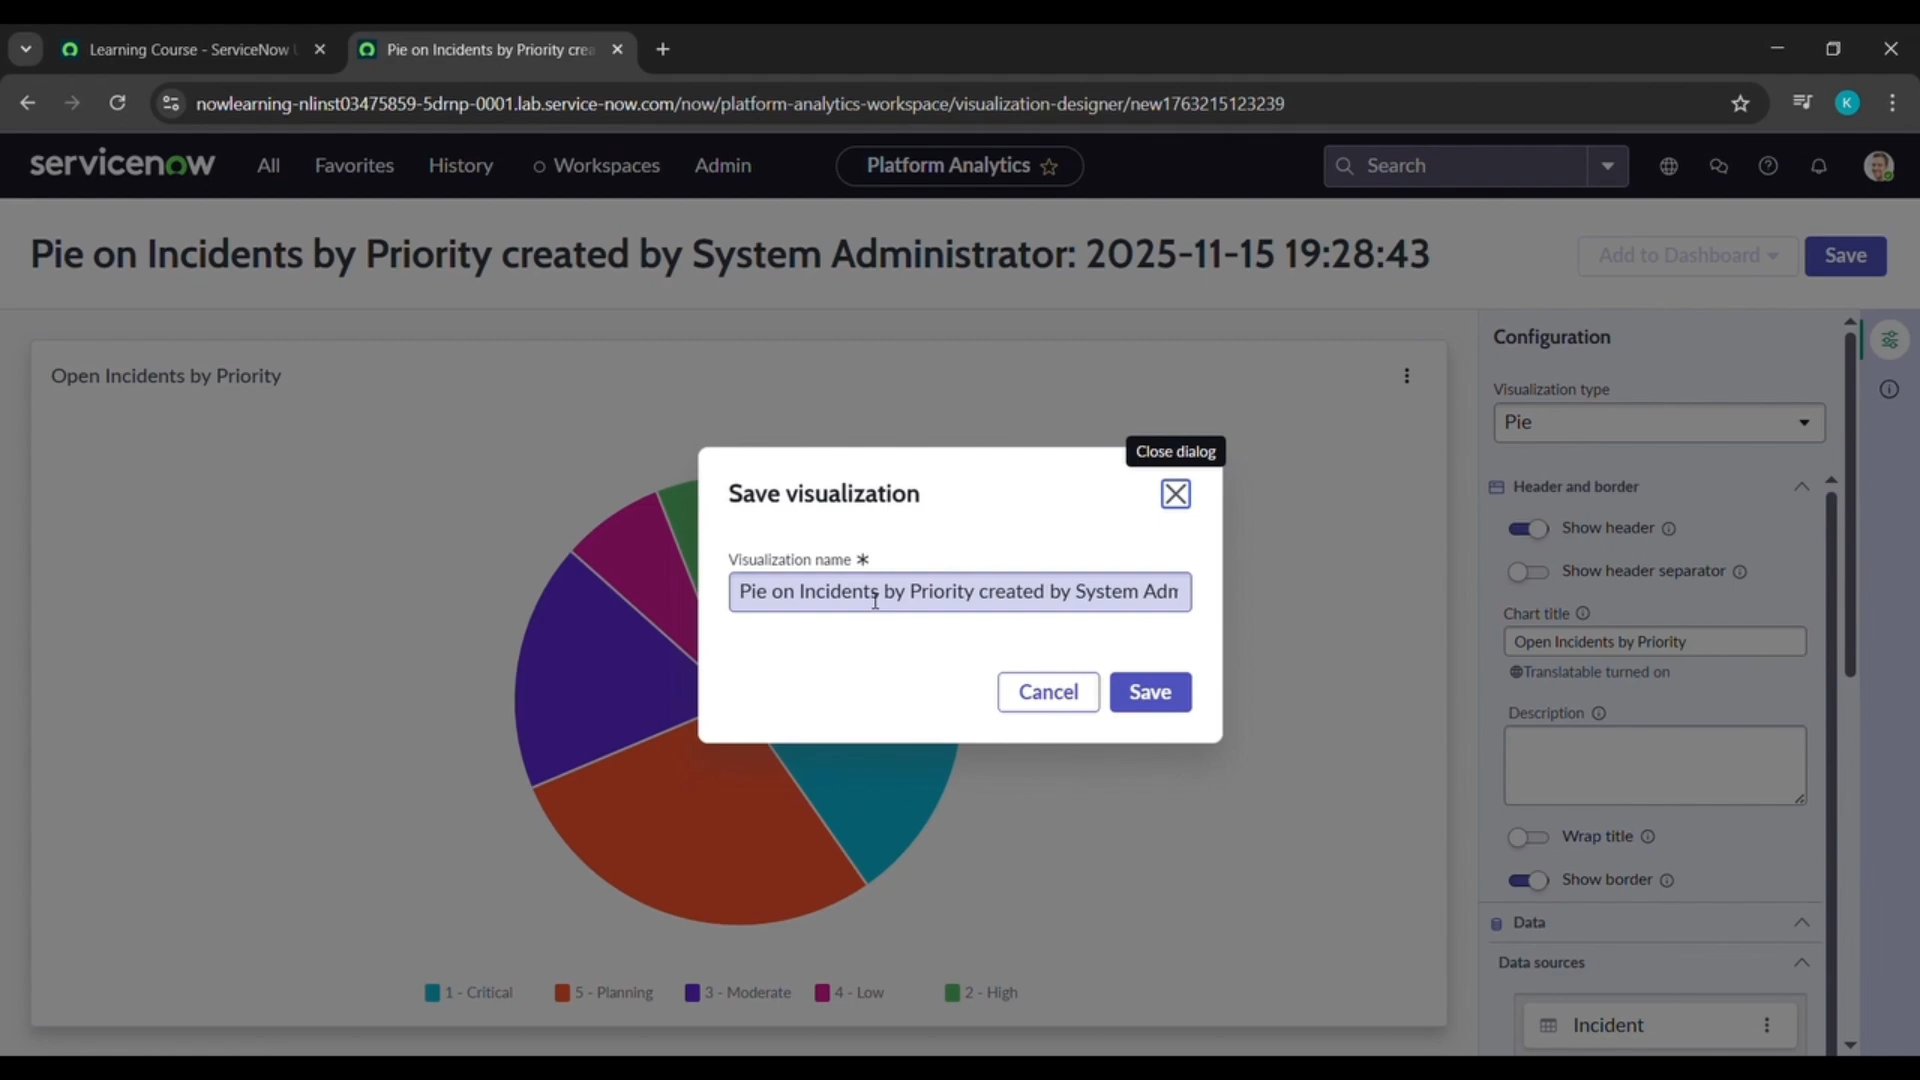 Learning Course - ServiceNow U
Pie on Incidents by Priority crea
nowlearning-nlinst03475859-5drnp-0001.lab.service-now.com/now/platform-analytics-workspace/visualization-designer/new1763215123239
K
servicenow
All
Favorites
History
Workspaces
Admin
Platform Analytics
Search
Pie on Incidents by Priority created by System Administrator: 2025-11-15 19:28:43
Add to Dashboard
Save
Open Incidents by Priority
Close dialog
Save visualization
Visualization name *
Pie on Incidents by Priority created by System Adm
Cancel
Save
1 - Critical
5 - Planning
3 - Moderate
4 - Low
2 - High
Configuration
Visualization type
Pie
Header and border
Show header
Show header separator
Chart title
Open Incidents by Priority
Translatable turned on
Description
Wrap title
Show border
Data
Data sources
Incident